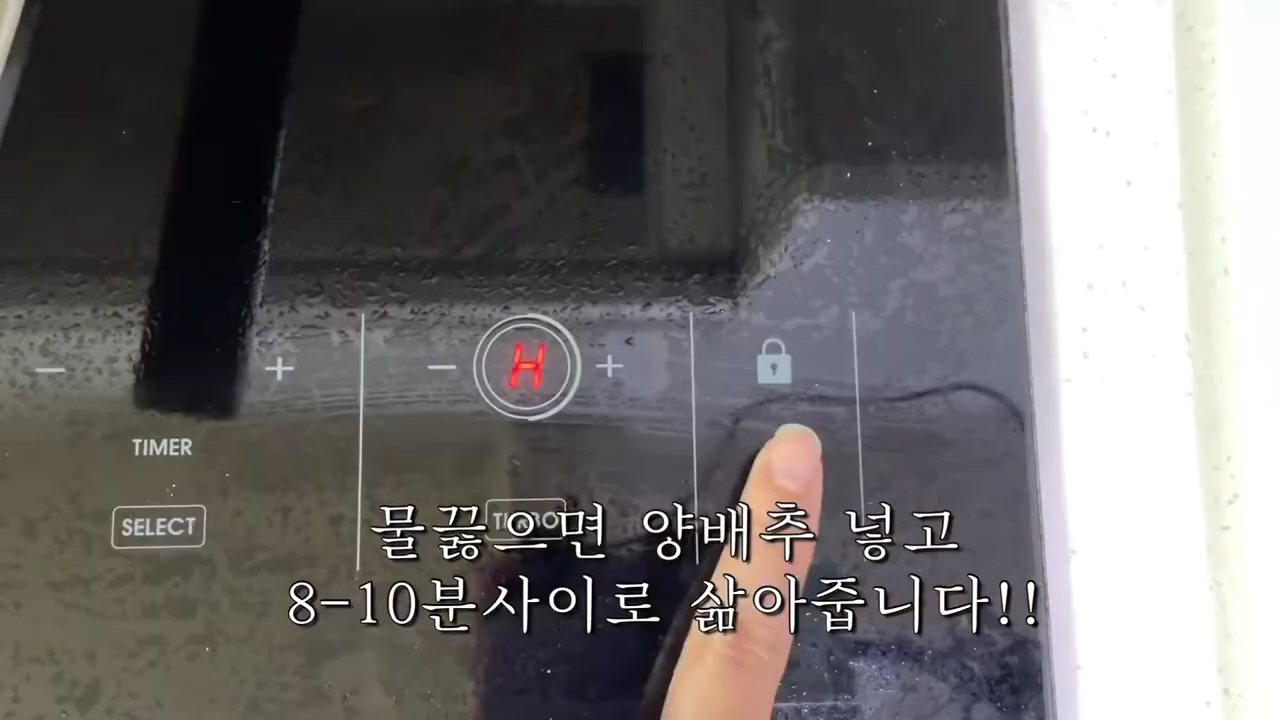 − + − H +
TIMER
SELECT
TURBO
물끓으면 양배추 넣고
8-10분사이로 삶아줍니다!!